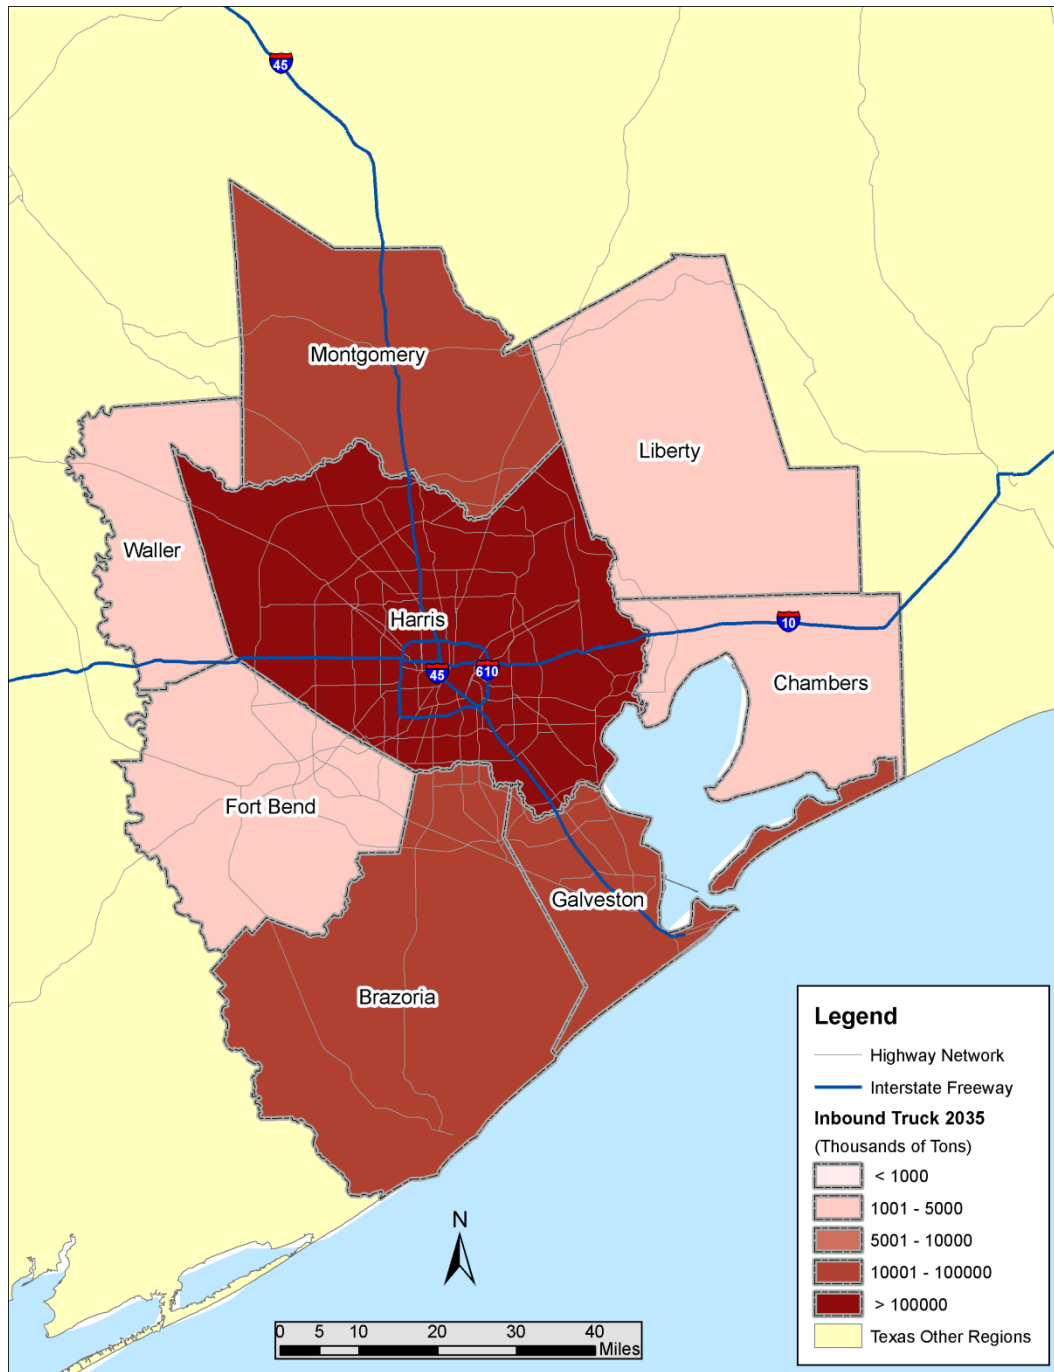 45
Montgomery
Liberty
Waller
Harris
10
45
610
Chambers
Fort Bend
Galveston
Brazoria
Legend
Highway Network
Interstate Freeway
Inbound Truck 2035
(Thousands of Tons)
< 1000
1001 - 5000
5001 - 10000
10001 - 100000
> 100000
Texas Other Regions
N
0 5 10 20 30 40
Miles